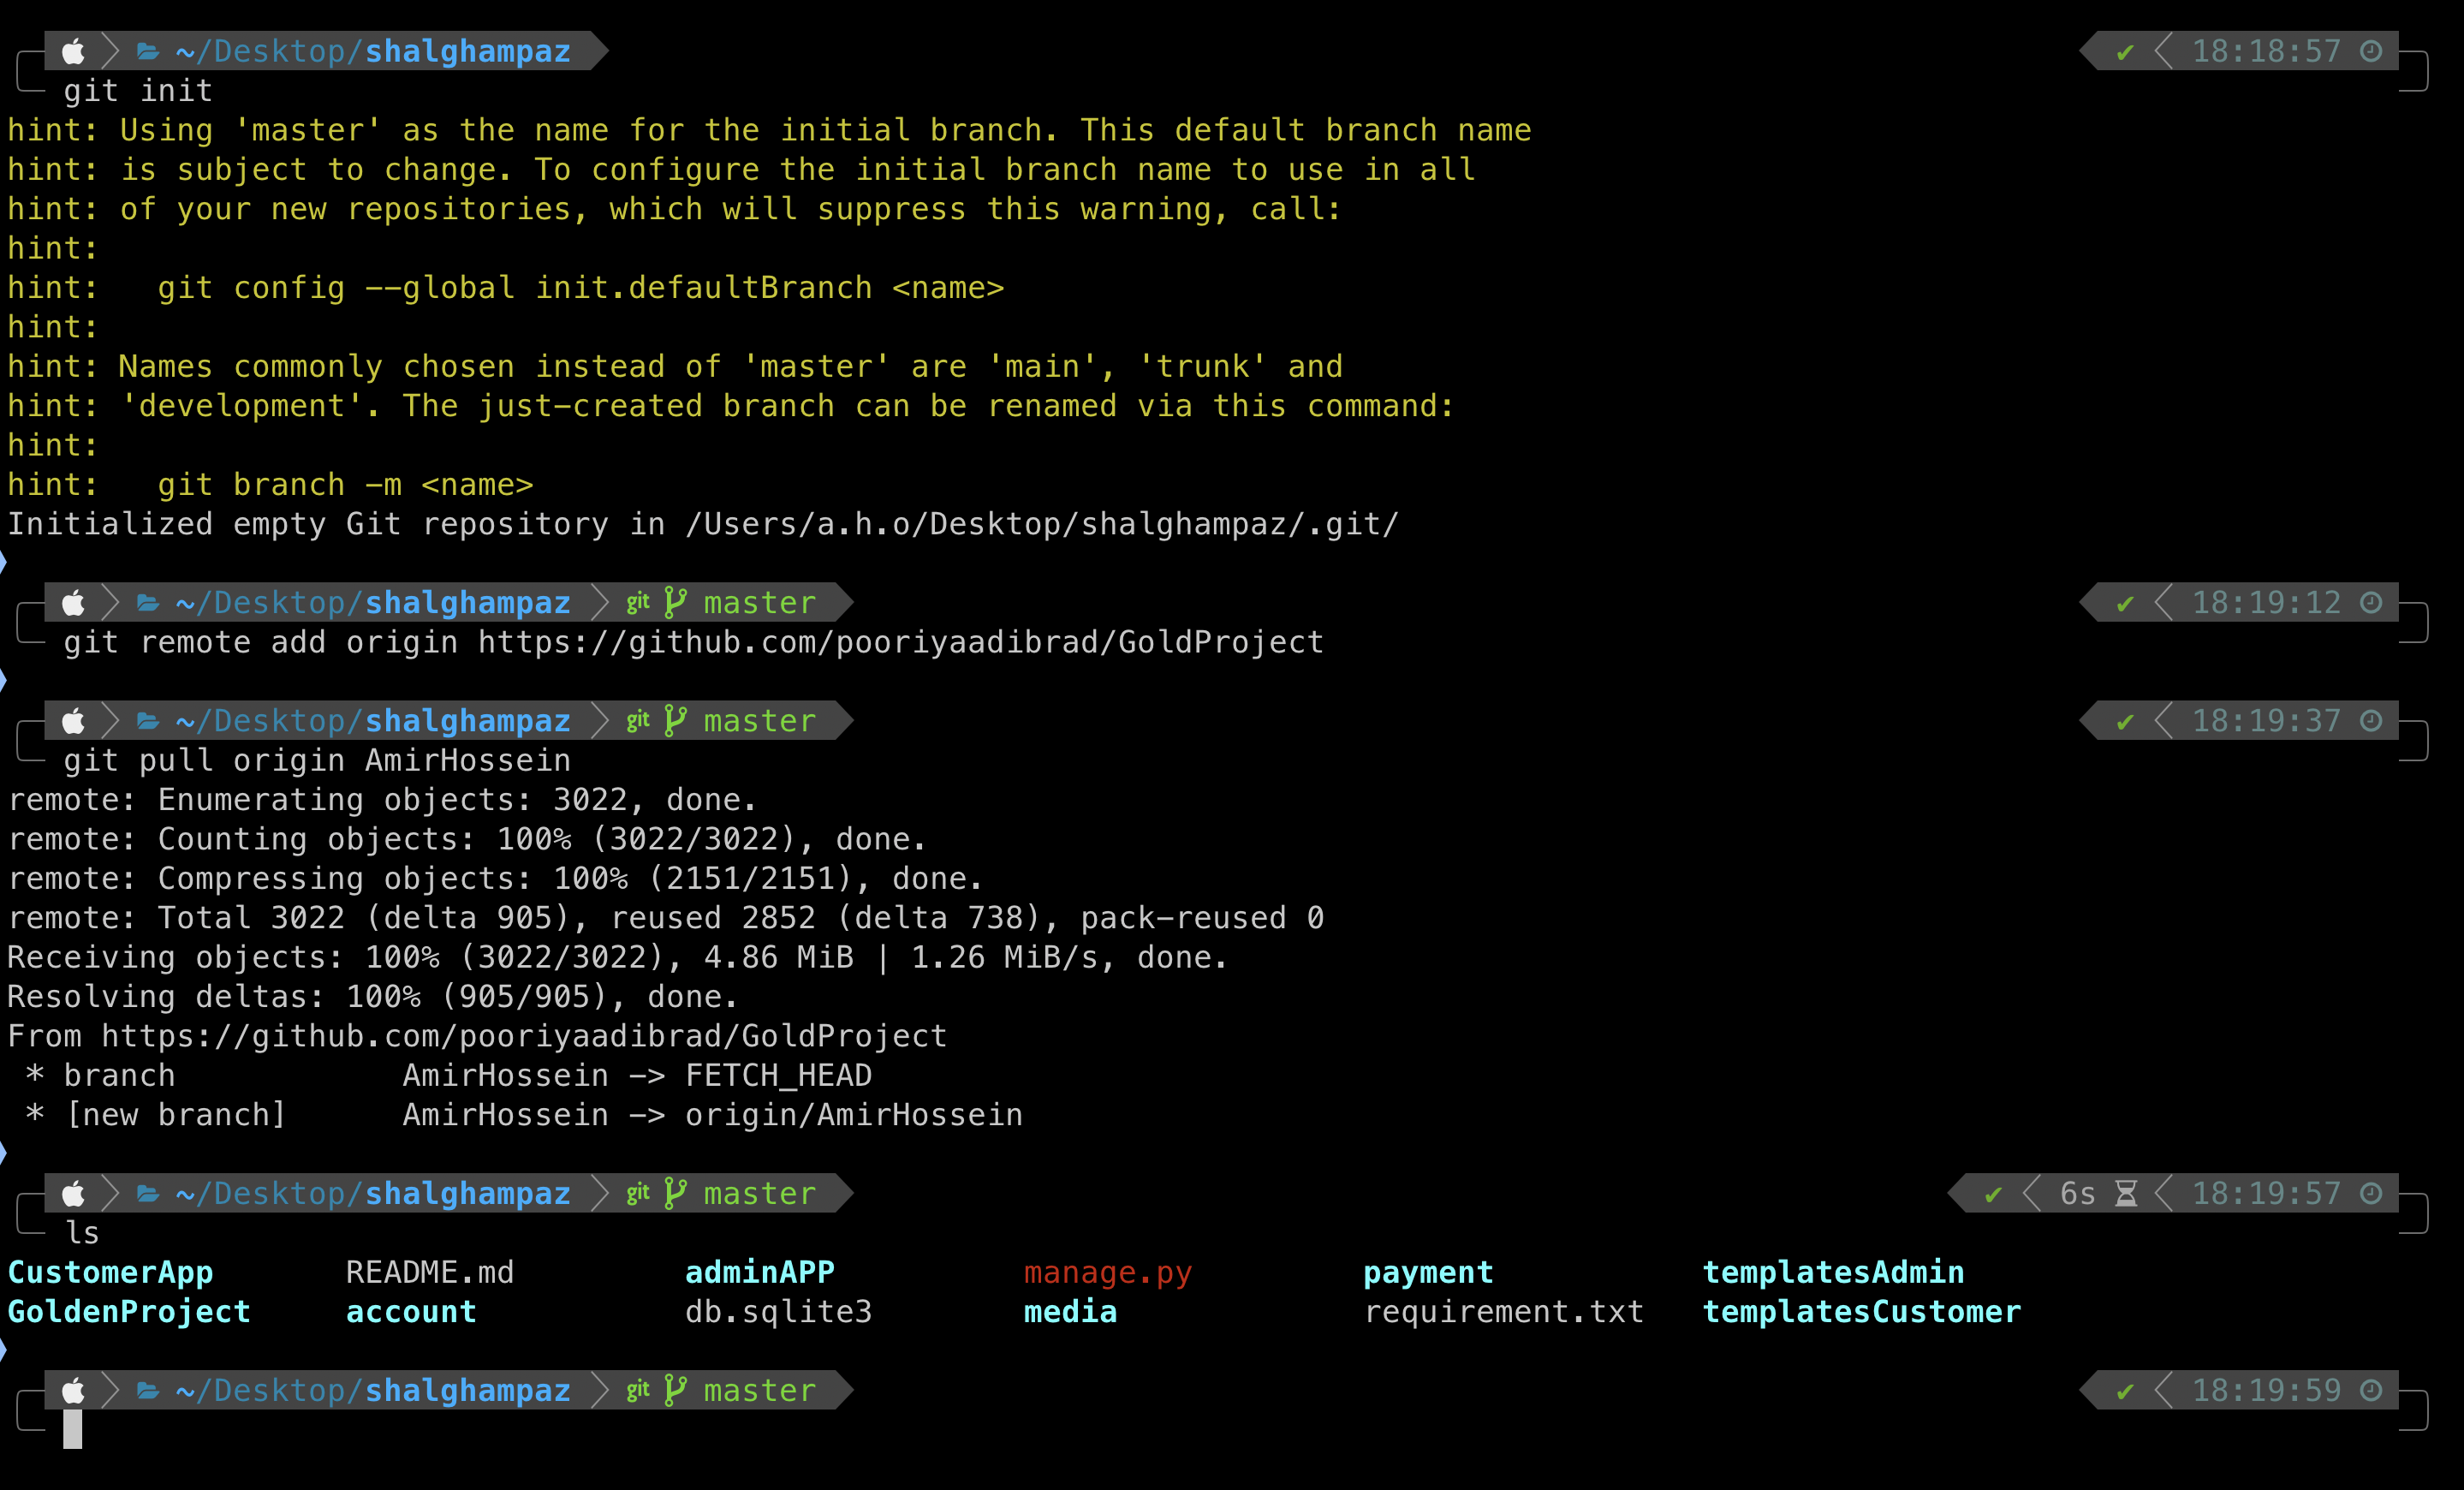 ~/Desktop/shalghampaz ✔ 18:18:57
git init
hint: Using 'master' as the name for the initial branch. This default branch name
hint: is subject to change. To configure the initial branch name to use in all
hint: of your new repositories, which will suppress this warning, call:
hint:
hint:   git config --global init.defaultBranch <name>
hint:
hint: Names commonly chosen instead of 'master' are 'main', 'trunk' and
hint: 'development'. The just-created branch can be renamed via this command:
hint:
hint:   git branch -m <name>
Initialized empty Git repository in /Users/a.h.o/Desktop/shalghampaz/.git/
~/Desktop/shalghampaz git master ✔ 18:19:12
git remote add origin https://github.com/pooriyaadibrad/GoldProject
~/Desktop/shalghampaz git master ✔ 18:19:37
git pull origin AmirHossein
remote: Enumerating objects: 3022, done.
remote: Counting objects: 100% (3022/3022), done.
remote: Compressing objects: 100% (2151/2151), done.
remote: Total 3022 (delta 905), reused 2852 (delta 738), pack-reused 0
Receiving objects: 100% (3022/3022), 4.86 MiB | 1.26 MiB/s, done.
Resolving deltas: 100% (905/905), done.
From https://github.com/pooriyaadibrad/GoldProject
 * branch            AmirHossein -> FETCH_HEAD
 * [new branch]      AmirHossein -> origin/AmirHossein
~/Desktop/shalghampaz git master ✔ 6s 18:19:57
ls
CustomerApp README.md adminAPP manage.py payment templatesAdmin
GoldenProject account db.sqlite3 media requirement.txt templatesCustomer
~/Desktop/shalghampaz git master ✔ 18:19:59